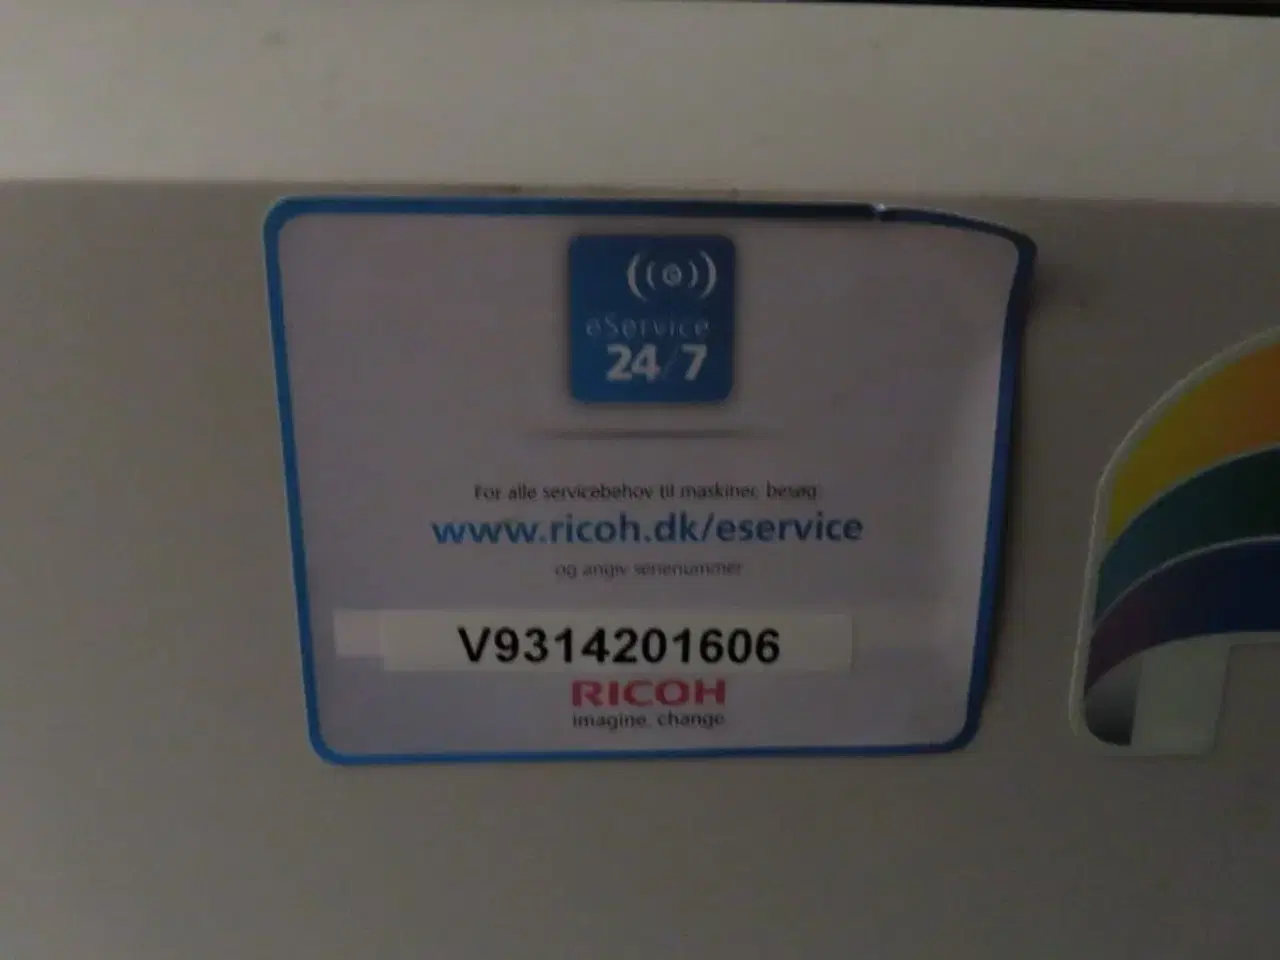 ((e))
eService
24/7
For alle servicebehov til maskiner, besøg:
www.ricoh.dk/eservice
og angiv serienummer
V9314201606
RICOH
imagine. change.